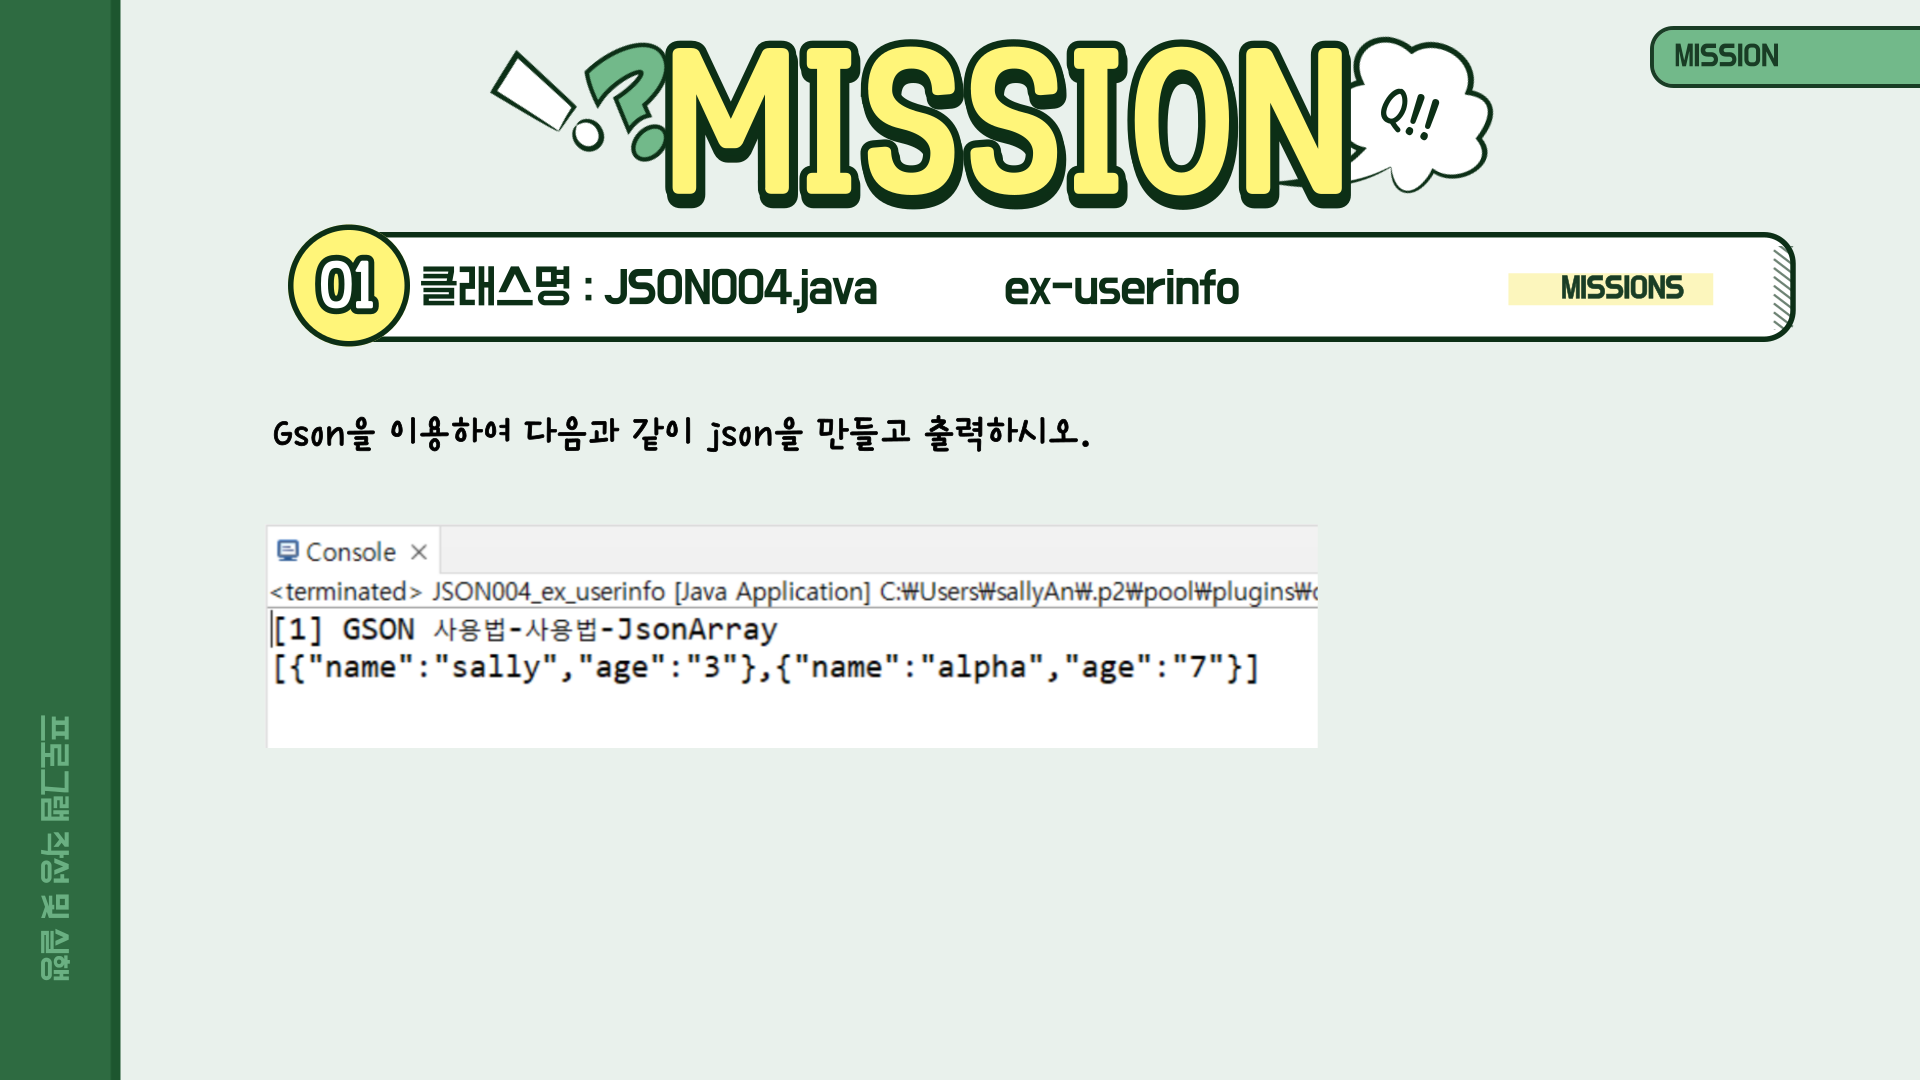 MISSION
MISSION
Q!!
01
클래스명 : JSON004.java ex-userinfo
MISSIONS
Gson을 이용하여 다음과 같이 json을 만들고 출력하시오.
Console
<terminated> JSON004_ex_userinfo [Java Application] C:₩Users₩sallyAn₩.p2₩pool₩plugins₩
[1] GSON 사용법-사용법-JsonArray
[{"name":"sally","age":"3"},{"name":"alpha","age":"7"}]
프로그램 작성 및 실행